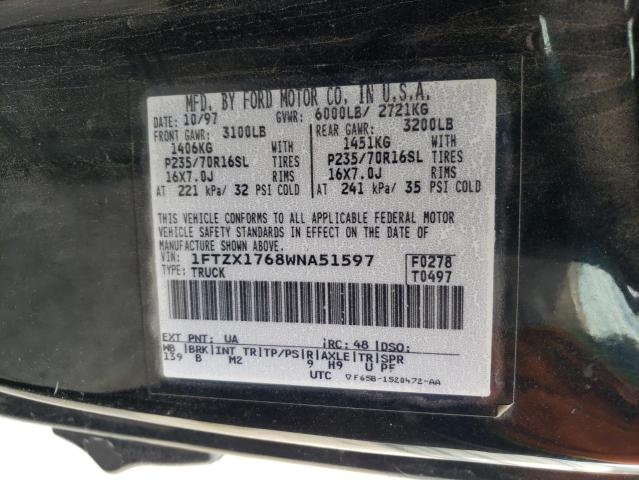 MFD. BY FORD MOTOR CO. IN U.S.A.
DATE: 10/97 GVWR: 6000LB/ 2721KG
FRONT GAWR: 3100LB REAR GAWR: 3200LB
1406KG WITH 1451KG WITH
P235/70R16SL TIRES P235/70R16SL TIRES
16X7.0J RIMS 16X7.0J RIMS
AT 221 kPa/ 32 PSI COLD AT 241 kPa/ 35 PSI COLD
THIS VEHICLE CONFORMS TO ALL APPLICABLE FEDERAL MOTOR
VEHICLE SAFETY STANDARDS IN EFFECT ON THE DATE OF
MANUFACTURE SHOWN ABOVE.
VIN: 1FTZX1768WNA51597 F0278
TYPE: TRUCK T0497
EXT PNT: UA RC: 48 DSO:
WB BRK INT TR TP/PS R AXLE TR SPR
139 B M2 9 H9 U PF
UTC F65B-1520472-AA